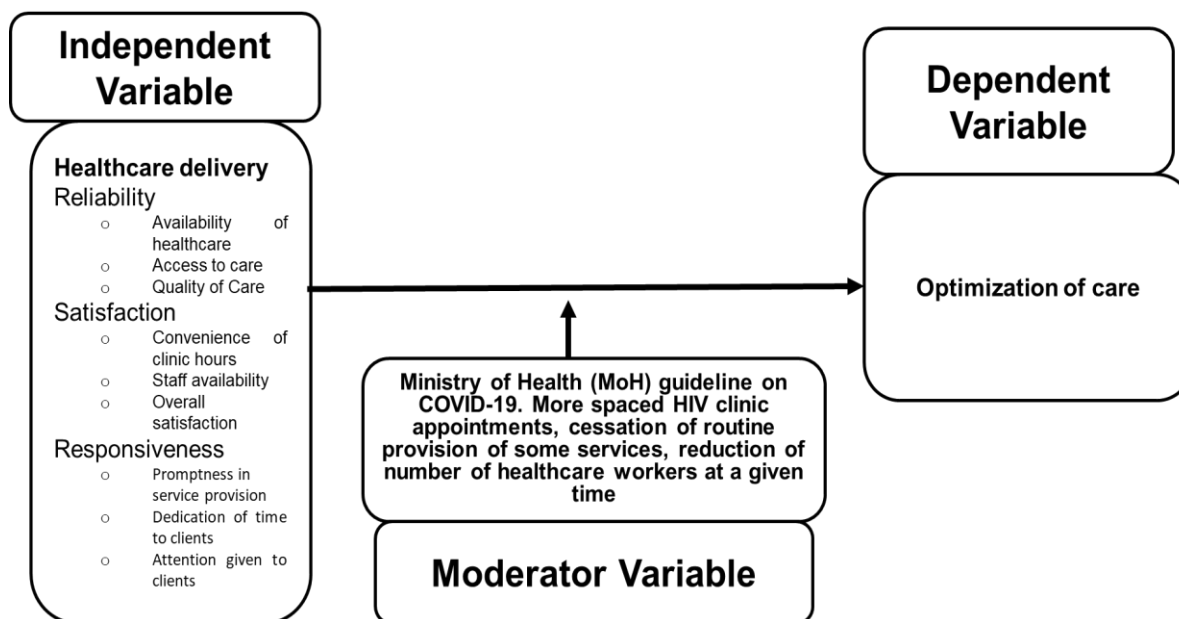 Independent
Variable
Healthcare delivery
Reliability
o Availability of
healthcare
o Access to care
o Quality of Care
Satisfaction
o Convenience of
clinic hours
o Staff availability
o Overall
satisfaction
Responsiveness
o Promptness in
service provision
o Dedication of time
to clients
o Attention given to
clients
Ministry of Health (MoH) guideline on
COVID-19. More spaced HIV clinic
appointments, cessation of routine
provision of some services, reduction of
number of healthcare workers at a given
time
Moderator Variable
Dependent
Variable
Optimization of care